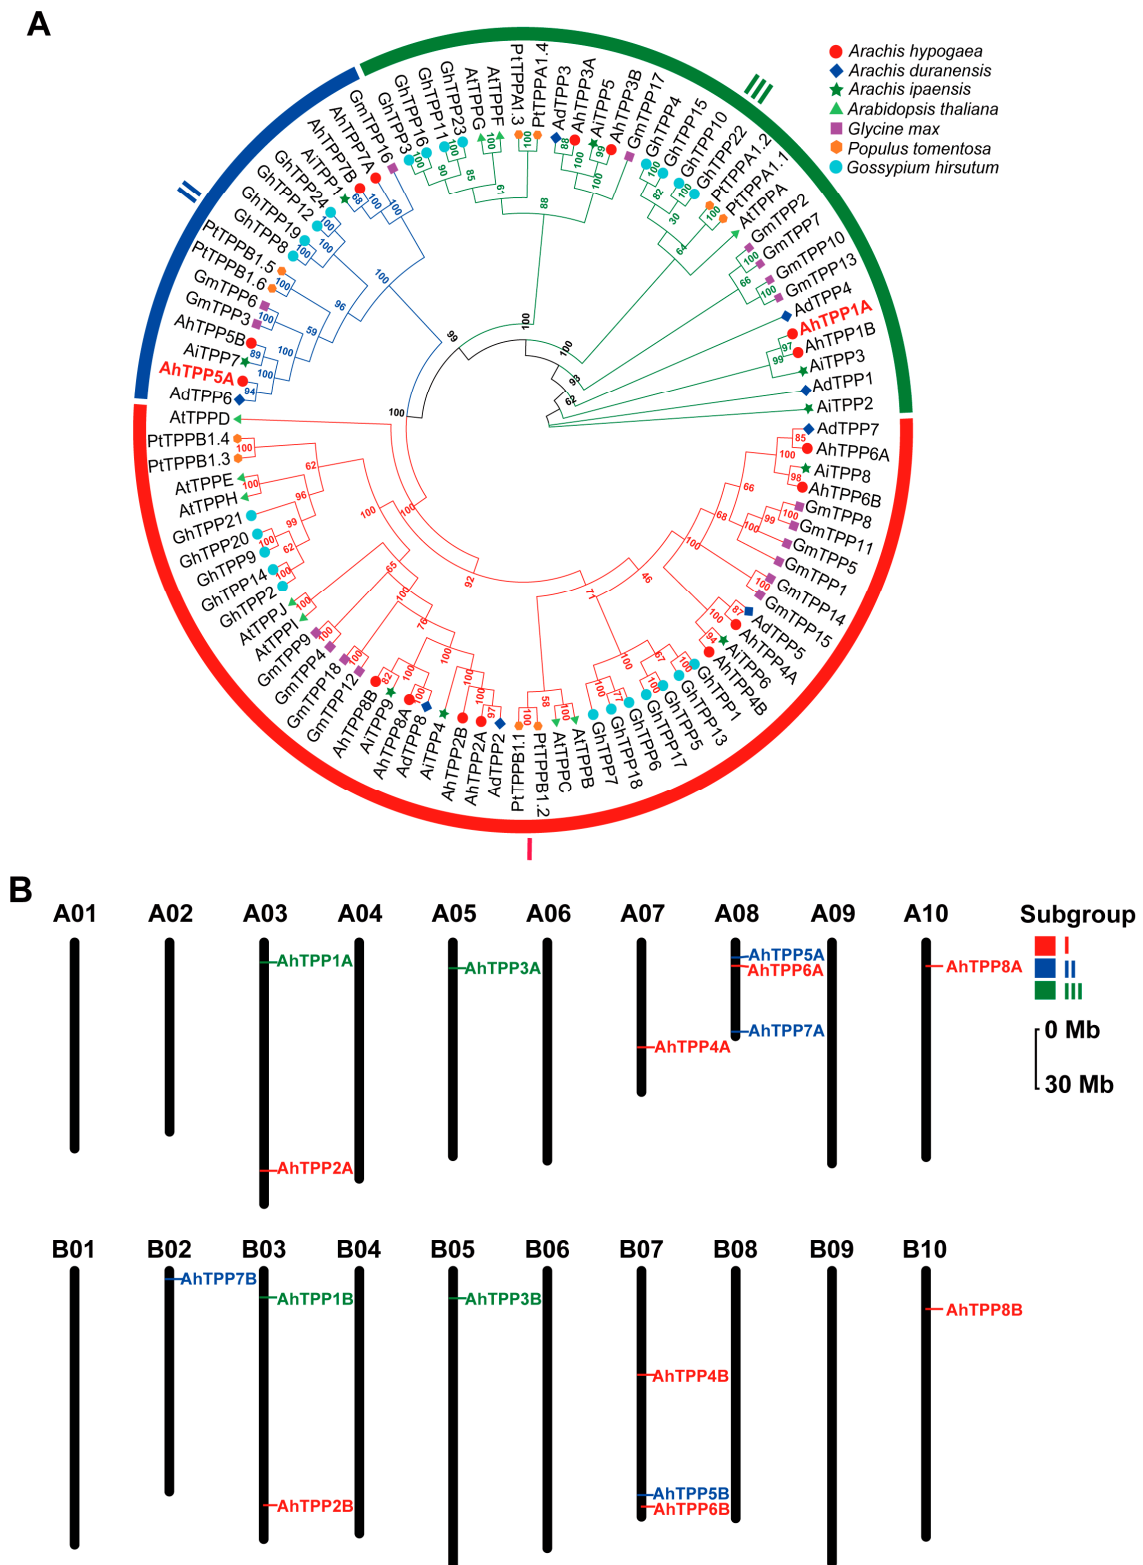 A
Arachis hypogaea
Arachis duranensis
Arachis ipaensis
Arabidopsis thaliana
Glycine max
Populus tomentosa
Gossypium hirsutum
III
II
I
GmTPP16
GhTPP3
GhTPP16
GhTPP11
GhTPP23
AtTPPG
AtTPPF
PtTPPA1.3
PtTPPA1.4
AdTPP3
AhTPP3A
AiTPP5
AhTPP3B
GmTPP17
GhTPP4
GhTPP15
GhTPP10
GhTPP22
PtTPPA1.2
PtTPPA1.1
AtTPPA
GmTPP2
GmTPP7
GmTPP10
GmTPP13
AdTPP4
AhTPP1A
AhTPP1B
AiTPP3
AdTPP1
AiTPP2
AdTPP7
AhTPP6A
AiTPP8
AhTPP6B
GmTPP8
GmTPP11
GmTPP5
GmTPP1
GmTPP14
GmTPP15
AdTPP5
AhTPP4A
AiTPP6
AhTPP4B
GhTPP1
GhTPP13
GhTPP5
GhTPP17
GhTPP6
GhTPP18
GhTPP7
AtTPPB
AtTPPC
PtTPPB1.2
PtTPPB1.1
AdTPP2
AhTPP2A
AhTPP2B
AiTPP4
AdTPP8
AhTPP8A
AiTPP9
AhTPP8B
GmTPP12
GmTPP18
GmTPP4
GmTPP9
AtTPPI
AtTPPJ
GhTPP2
GhTPP14
GhTPP9
GhTPP20
GhTPP21
AtTPPH
AtTPPE
PtTPPB1.3
PtTPPB1.4
AtTPPD
AdTPP6
AhTPP5A
AiTPP7
AhTPP5B
GmTPP3
GmTPP6
PtTPPB1.6
PtTPPB1.5
GhTPP8
GhTPP19
GhTPP12
GhTPP24
AiTPP1
AhTPP7B
AhTPP7A
B
A01 A02 A03 A04 A05 A06 A07 A08 A09 A10
AhTPP1A
AhTPP2A
AhTPP3A
AhTPP4A
AhTPP5A
AhTPP6A
AhTPP7A
AhTPP8A
Subgroup
I
II
III
0 Mb
30 Mb
B01 B02 B03 B04 B05 B06 B07 B08 B09 B10
AhTPP7B
AhTPP1B
AhTPP2B
AhTPP3B
AhTPP4B
AhTPP5B
AhTPP6B
AhTPP8B